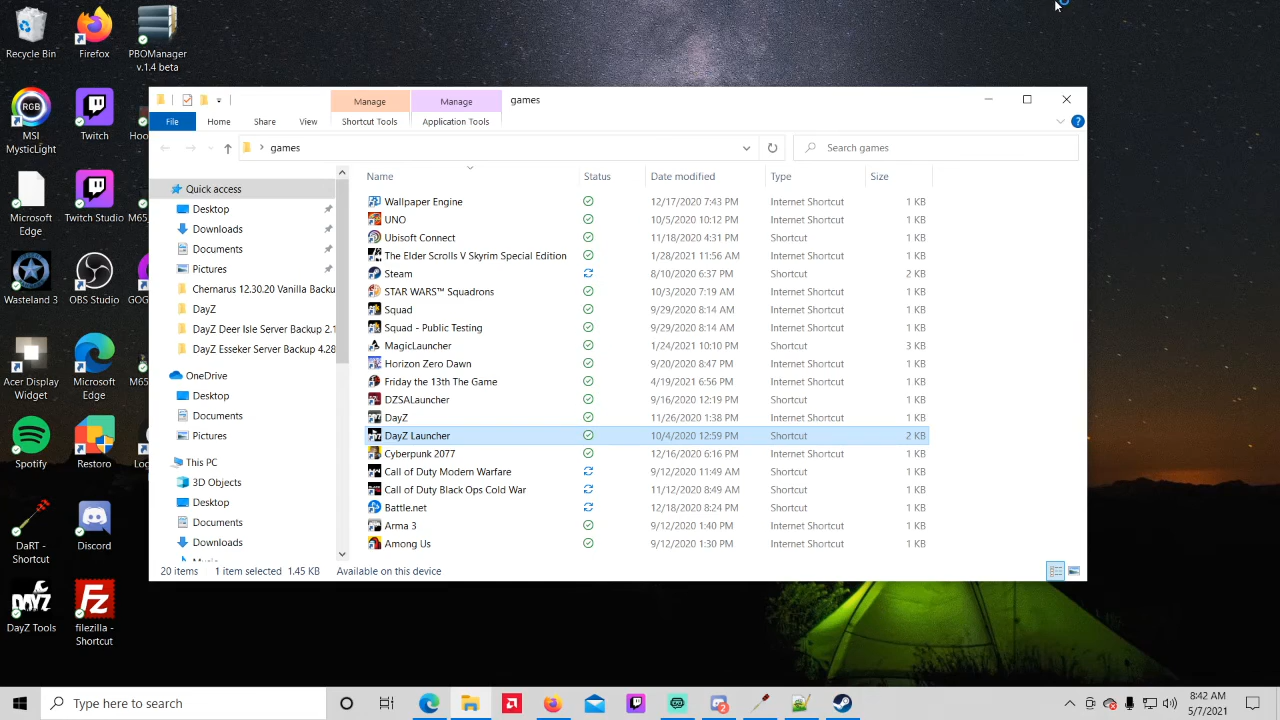 Recycle Bin
Firefox
PBOManager
v.1.4 beta
MSI
MysticLight
Twitch
Hoo
Microsoft
Edge
Twitch Studio
M65
Wasteland 3
OBS Studio
GOG
Acer Display
Widget
Microsoft
Edge
M65
Spotify
Restoro
Log
DaRT -
Shortcut
Discord
DayZ Tools
filezilla -
Shortcut
Manage
Manage
games
File
Home
Share
View
Shortcut Tools
Application Tools
games
Search games
Quick access
Desktop
Downloads
Documents
Pictures
Chernarus 12.30.20 Vanilla Backu
DayZ
DayZ Deer Isle Server Backup 2.1
DayZ Esseker Server Backup 4.28
OneDrive
Desktop
Documents
Pictures
This PC
3D Objects
Desktop
Documents
Downloads
Name Status Date modified Type Size
Wallpaper Engine 12/17/2020 7:43 PM Internet Shortcut 1 KB
UNO 10/5/2020 10:12 PM Internet Shortcut 1 KB
Ubisoft Connect 11/18/2020 4:31 PM Shortcut 1 KB
The Elder Scrolls V Skyrim Special Edition 1/28/2021 11:56 AM Internet Shortcut 1 KB
Steam 8/10/2020 6:37 PM Shortcut 2 KB
STAR WARS™ Squadrons 10/3/2020 7:19 AM Internet Shortcut 1 KB
Squad 9/29/2020 8:14 AM Internet Shortcut 1 KB
Squad - Public Testing 9/29/2020 8:14 AM Internet Shortcut 1 KB
MagicLauncher 1/24/2021 10:10 PM Shortcut 3 KB
Horizon Zero Dawn 9/20/2020 8:47 PM Internet Shortcut 1 KB
Friday the 13th The Game 4/19/2021 6:56 PM Internet Shortcut 1 KB
DZSALauncher 9/16/2020 12:19 PM Shortcut 1 KB
DayZ 11/26/2020 1:38 PM Internet Shortcut 1 KB
DayZ Launcher 10/4/2020 12:59 PM Shortcut 2 KB
Cyberpunk 2077 12/16/2020 6:16 PM Internet Shortcut 1 KB
Call of Duty Modern Warfare 9/12/2020 11:49 AM Shortcut 1 KB
Call of Duty Black Ops Cold War 11/12/2020 8:49 AM Shortcut 1 KB
Battle.net 12/18/2020 8:24 PM Shortcut 1 KB
Arma 3 9/12/2020 1:40 PM Internet Shortcut 1 KB
Among Us 9/12/2020 1:30 PM Internet Shortcut 1 KB
20 items 1 item selected 1.45 KB Available on this device
Type here to search
8:42 AM
5/7/2021